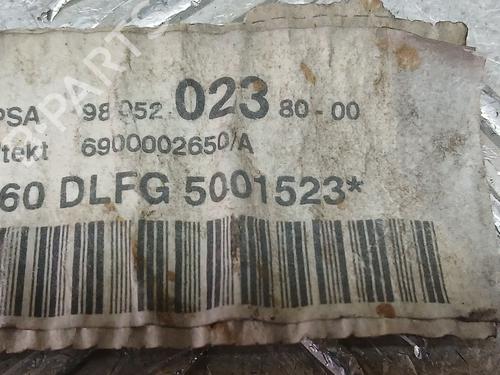 PSA 98 052 023 80-00
tekt 6900002650/A
60 DLFG 5001523*